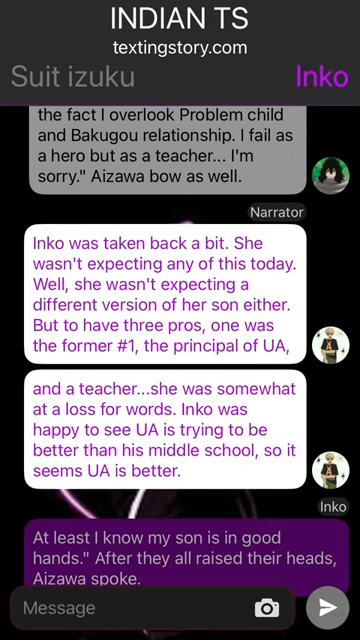 INDIAN TS
textingstory.com
Suit izuku
Inko
the fact I overlook Problem child
and Bakugou relationship. I fail as
a hero but as a teacher... I'm
sorry." Aizawa bow as well.
Narrator
Inko was taken back a bit. She
wasn't expecting any of this today.
Well, she wasn't expecting a
different version of her son either.
But to have three pros, one was
the former #1, the principal of UA,
and a teacher...she was somewhat
at a loss for words. Inko was
happy to see UA is trying to be
better than his middle school, so it
seems UA is better.
Inko
At least I know my son is in good
hands." After they all raised their heads,
Aizawa spoke.
Message